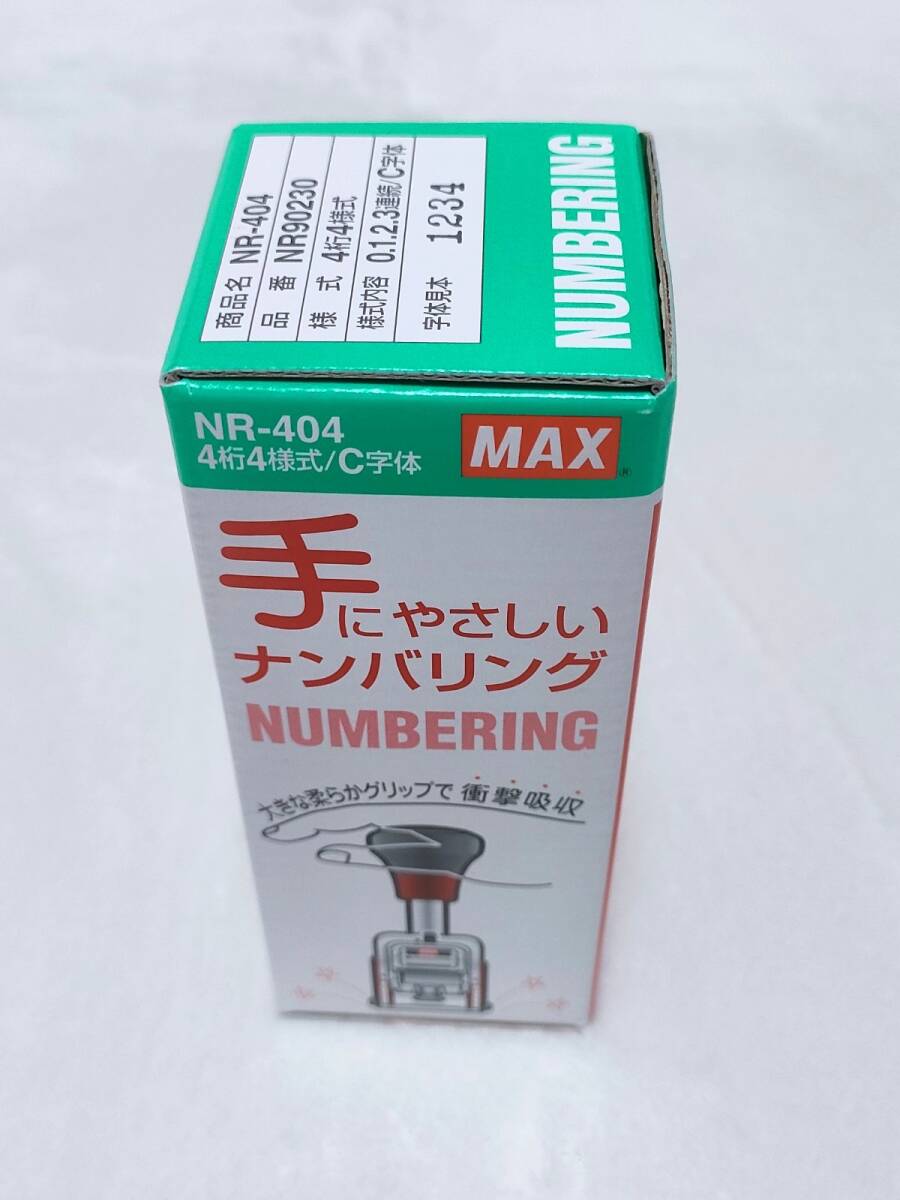 商品名 NR-404
品番 NR90230
様式 4桁4様式
様式内容 0.1.2.3連続/C字体
字体見本 1234
NUMBERING
NR-404
4桁4様式/C字体
MAX®
手にやさしい
ナンバリング
NUMBERING
大きな柔らかグリップで 衝撃吸収